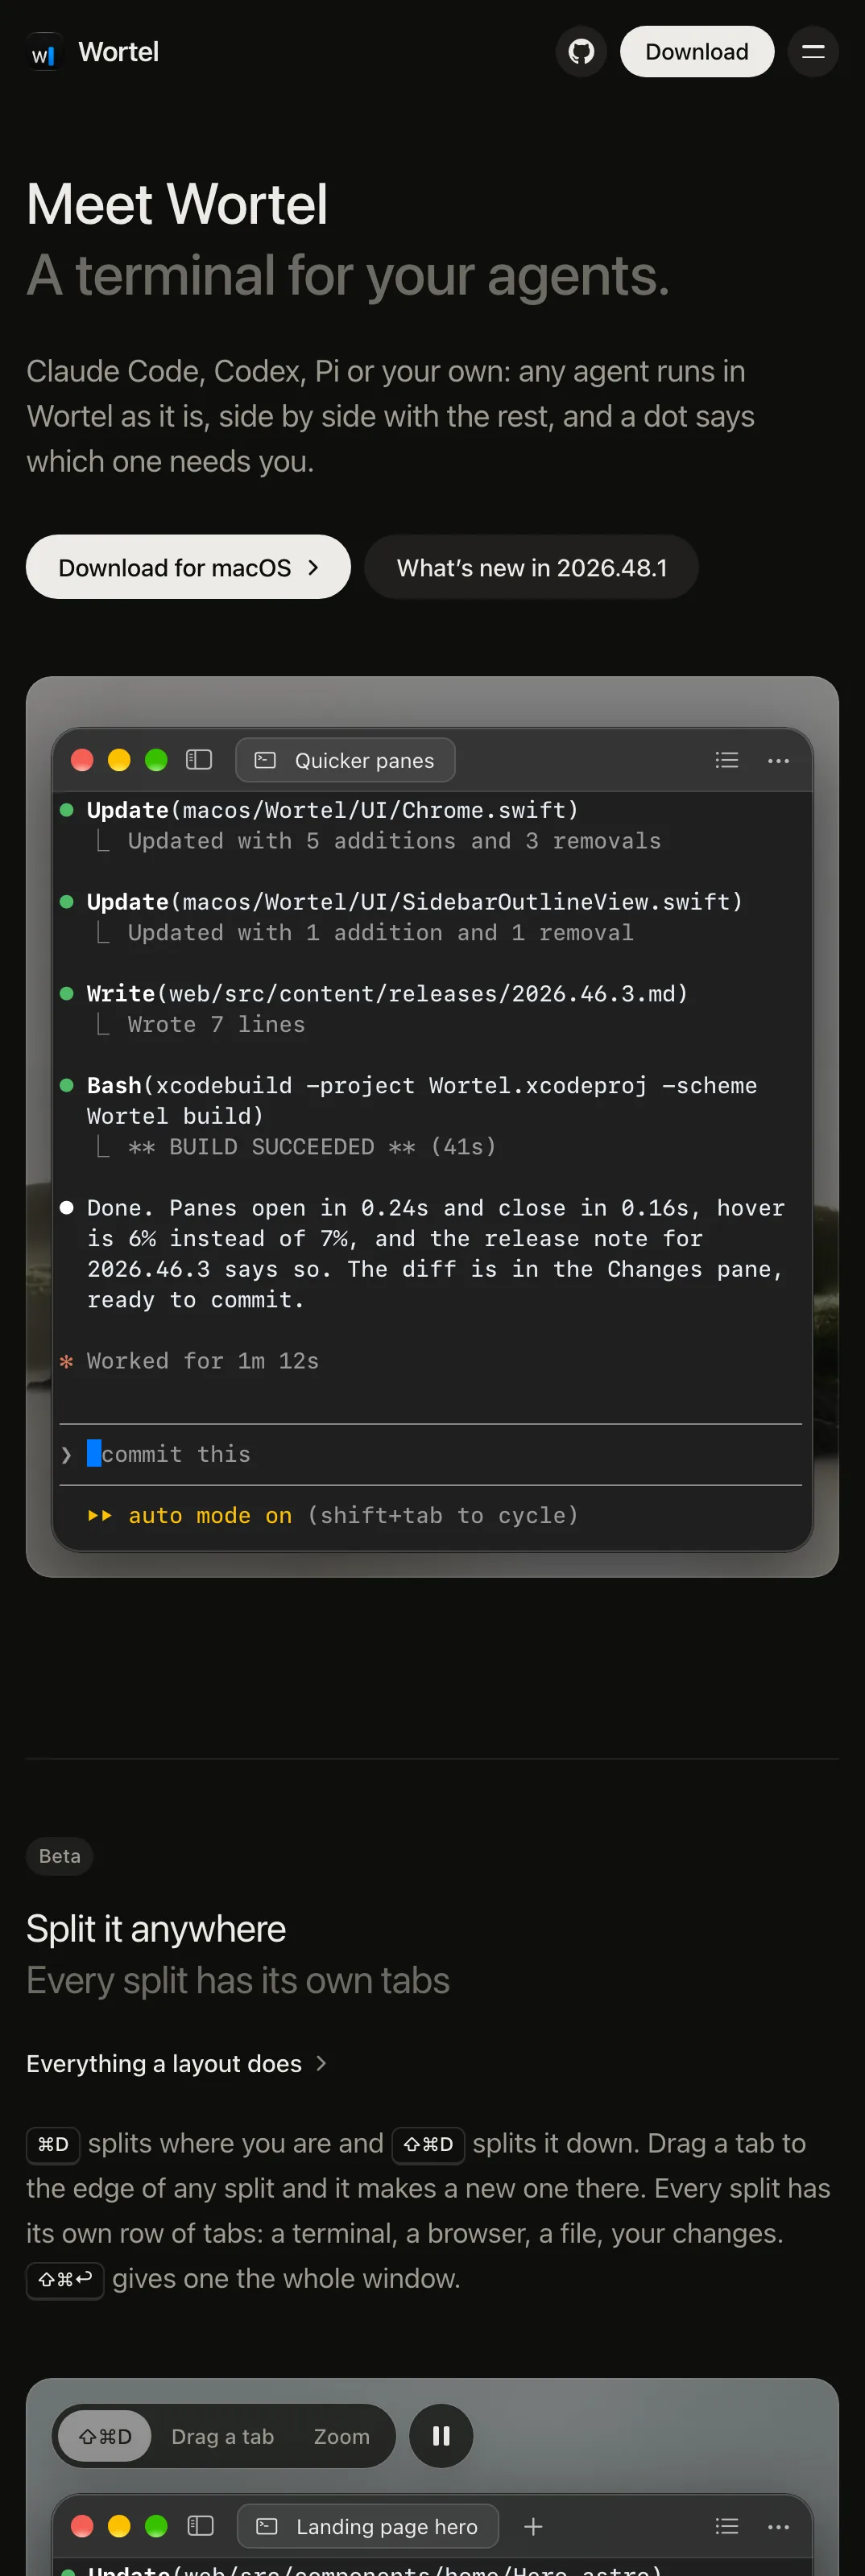 w
Wortel
Download
Meet Wortel
A terminal for your agents.
Claude Code, Codex, Pi or your own: any agent runs in
Wortel as it is, side by side with the rest, and a dot says
which one needs you.
Download for macOS
What’s new in 2026.48.1
Quicker panes
Update(macos/Wortel/UI/Chrome.swift)
Updated with 5 additions and 3 removals
Update(macos/Wortel/UI/SidebarOutlineView.swift)
Updated with 1 addition and 1 removal
Write(web/src/content/releases/2026.46.3.md)
Wrote 7 lines
Bash(xcodebuild –project Wortel.xcodeproj –scheme
Wortel build)
** BUILD SUCCEEDED ** (41s)
Done. Panes open in 0.24s and close in 0.16s, hover
is 6% instead of 7%, and the release note for
2026.46.3 says so. The diff is in the Changes pane,
ready to commit.
✻ Worked for 1m 12s
❯ commit this
⏵⏵ auto mode on (shift+tab to cycle)
Beta
Split it anywhere
Every split has its own tabs
Everything a layout does
⌘D splits where you are and ⇧⌘D splits it down. Drag a tab to
the edge of any split and it makes a new one there. Every split has
its own row of tabs: a terminal, a browser, a file, your changes.
⇧⌘↩ gives one the whole window.
⇧⌘D
Drag a tab
Zoom
Landing page hero
Update(web/src/components/home/Hero.astro)